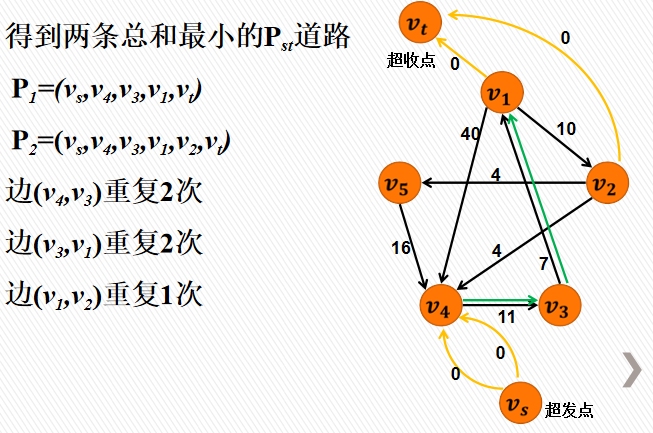 得到两条总和最小的Pst道路
P1=(vs,v4,v3,v1,vt)
P2=(vs,v4,v3,v1,v2,vt)
边(v4,v3)重复2次
边(v3,v1)重复2次
边(v1,v2)重复1次
vt
超收点
0
0
v1
40
10
v5
4
v2
16
4
7
v4
11
v3
0
0
vs
超发点